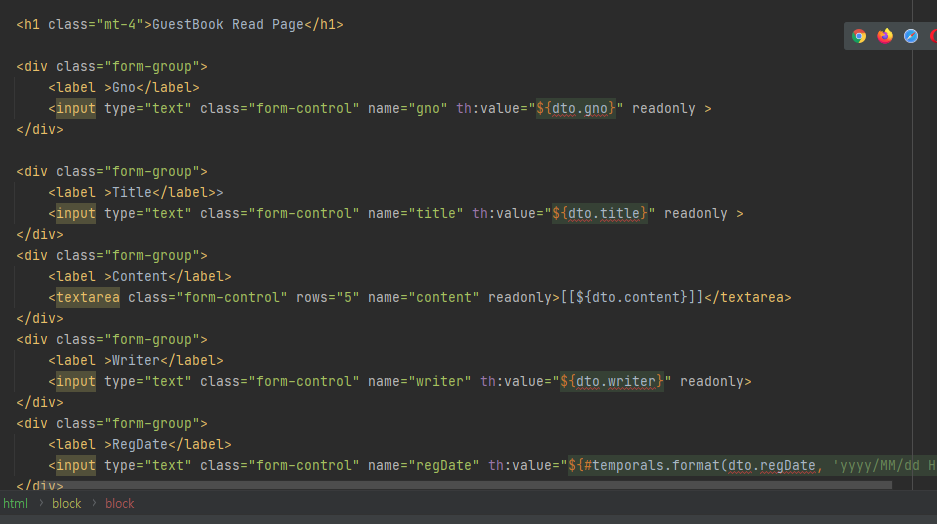 <h1 class="mt-4">GuestBook Read Page</h1>
<div class="form-group">
<label >Gno</label>
<input type="text" class="form-control" name="gno" th:value="${dto.gno}" readonly >
</div>
<div class="form-group">
<label >Title</label>>
<input type="text" class="form-control" name="title" th:value="${dto.title}" readonly >
</div>
<div class="form-group">
<label >Content</label>
<textarea class="form-control" rows="5" name="content" readonly>[[${dto.content}]]</textarea>
</div>
<div class="form-group">
<label >Writer</label>
<input type="text" class="form-control" name="writer" th:value="${dto.writer}" readonly>
</div>
<div class="form-group">
<label >RegDate</label>
<input type="text" class="form-control" name="regDate" th:value="${#temporals.format(dto.regDate, 'yyyy/MM/dd H
</div>
html › block › block